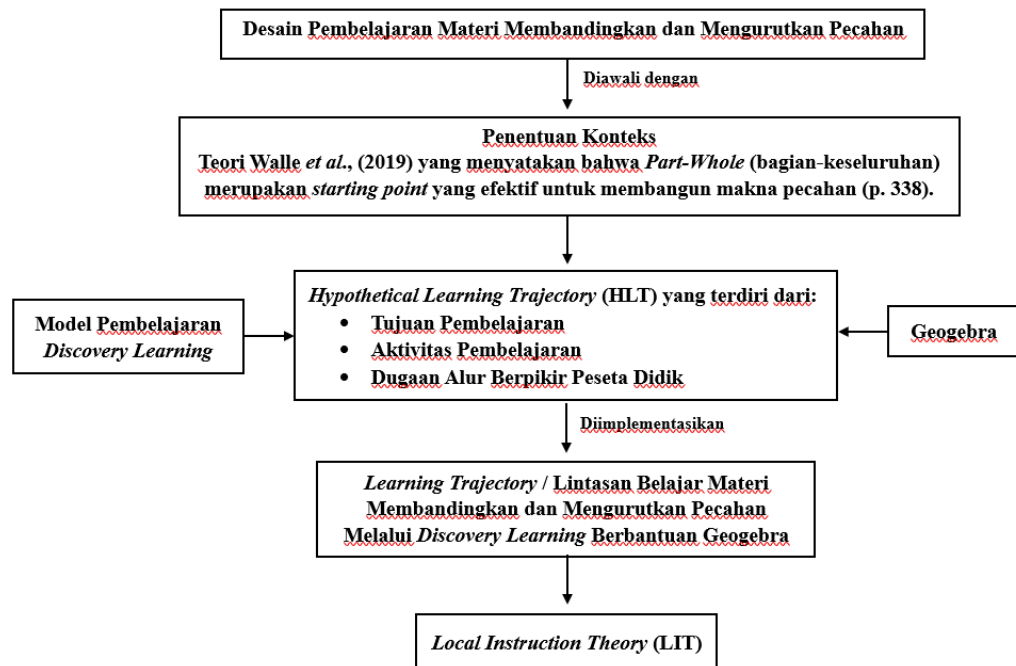 Desain Pembelajaran Materi Membandingkan dan Mengurutkan Pecahan
Diawali dengan
Penentuan Konteks
Teori Walle et al., (2019) yang menyatakan bahwa Part-Whole (bagian-keseluruhan)
merupakan starting point yang efektif untuk membangun makna pecahan (p. 338).
Model Pembelajaran
Discovery Learning
Hypothetical Learning Trajectory (HLT) yang terdiri dari:
• Tujuan Pembelajaran
• Aktivitas Pembelajaran
• Dugaan Alur Berpikir Peseta Didik
Geogebra
Diimplementasikan
Learning Trajectory / Lintasan Belajar Materi
Membandingkan dan Mengurutkan Pecahan
Melalui Discovery Learning Berbantuan Geogebra
Local Instruction Theory (LIT)